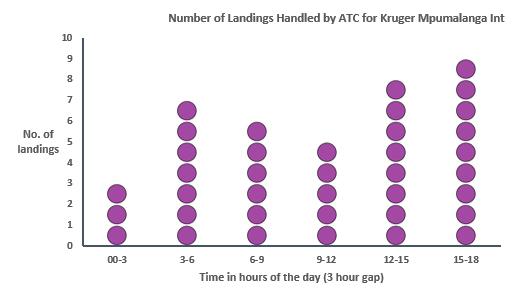 Number of Landings Handled by ATC for Kruger Mpumalanga Int
10
9
8
7
6
5
4
3
2
1
0
No. of
landings
00-3 3-6 6-9 9-12 12-15 15-18
Time in hours of the day (3 hour gap)